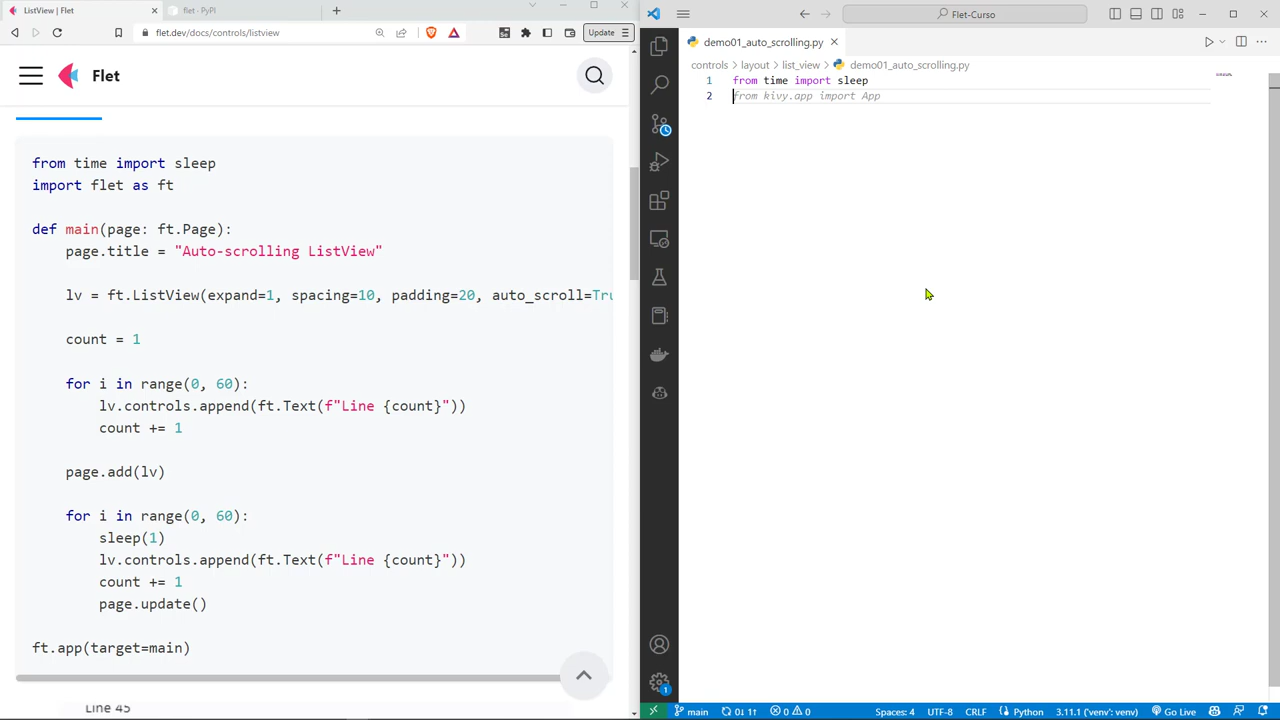 ListView | Flet
flet - PyPI
flet.dev/docs/controls/listview
Update
Flet
from time import sleep
import flet as ft
def main(page: ft.Page):
page.title = "Auto-scrolling ListView"
lv = ft.ListView(expand=1, spacing=10, padding=20, auto_scroll=Tru
count = 1
for i in range(0, 60):
lv.controls.append(ft.Text(f"Line {count}"))
count += 1
page.add(lv)
for i in range(0, 60):
sleep(1)
lv.controls.append(ft.Text(f"Line {count}"))
count += 1
page.update()
ft.app(target=main)
Line 45
Flet-Curso
demo01_auto_scrolling.py
controls > layout > list_view > demo01_auto_scrolling.py
1 from time import sleep
2 from kivy.app import App
1
main 0↓ 1↑ 0 0 Spaces: 4 UTF-8 CRLF Python 3.11.1 ('venv': venv) Go Live